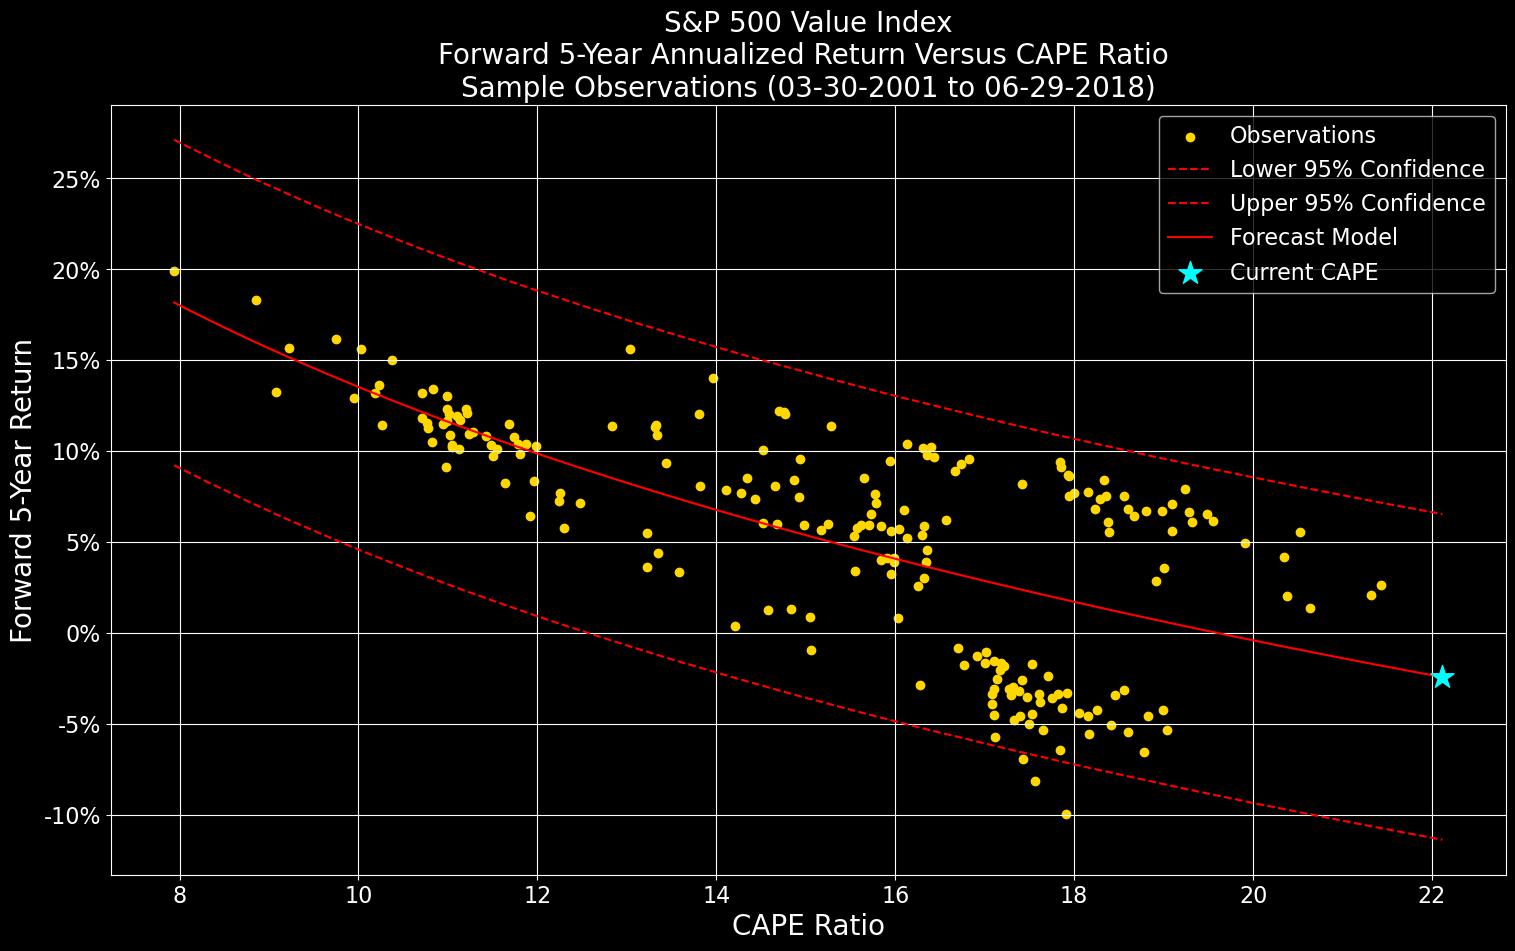 S&P 500 Value Index
Forward 5-Year Annualized Return Versus CAPE Ratio
Sample Observations (03-30-2001 to 06-29-2018)
Observations
Lower 95% Confidence
Upper 95% Confidence
Forecast Model
Current CAPE
Forward 5-Year Return
25%
20%
15%
10%
5%
0%
-5%
-10%
8 10 12 14 16 18 20 22
CAPE Ratio